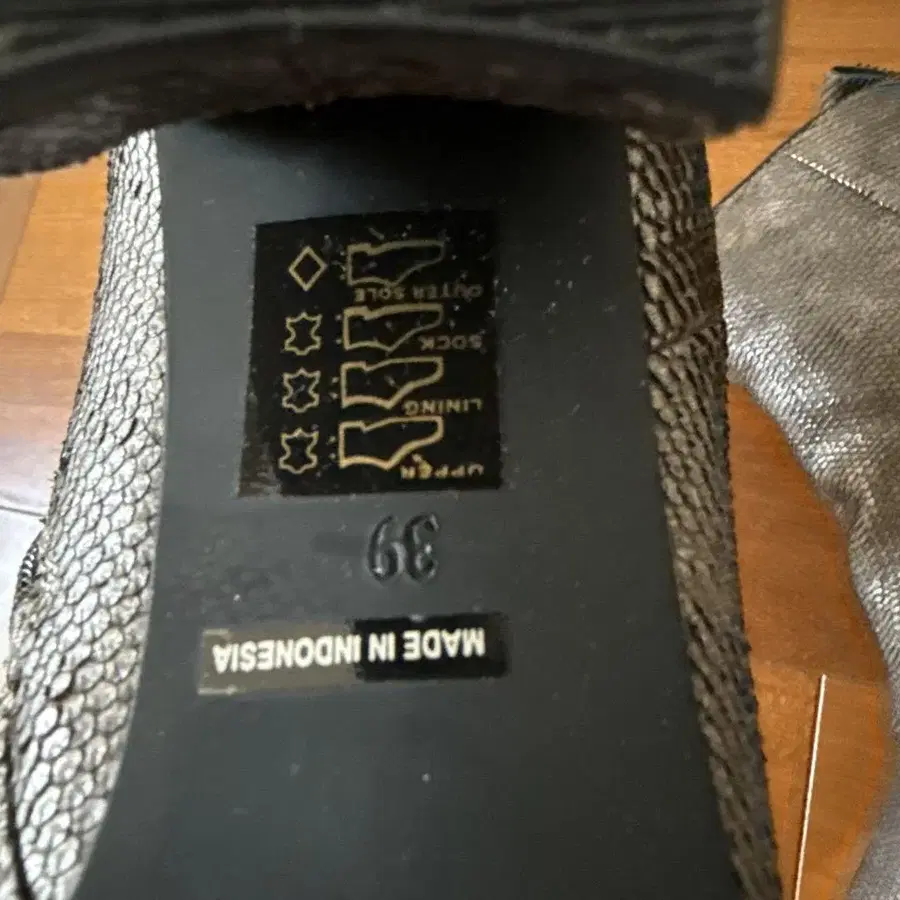 MADE IN INDONESIA
39
UPPER
LINING
SOCK
OUTER SOLE